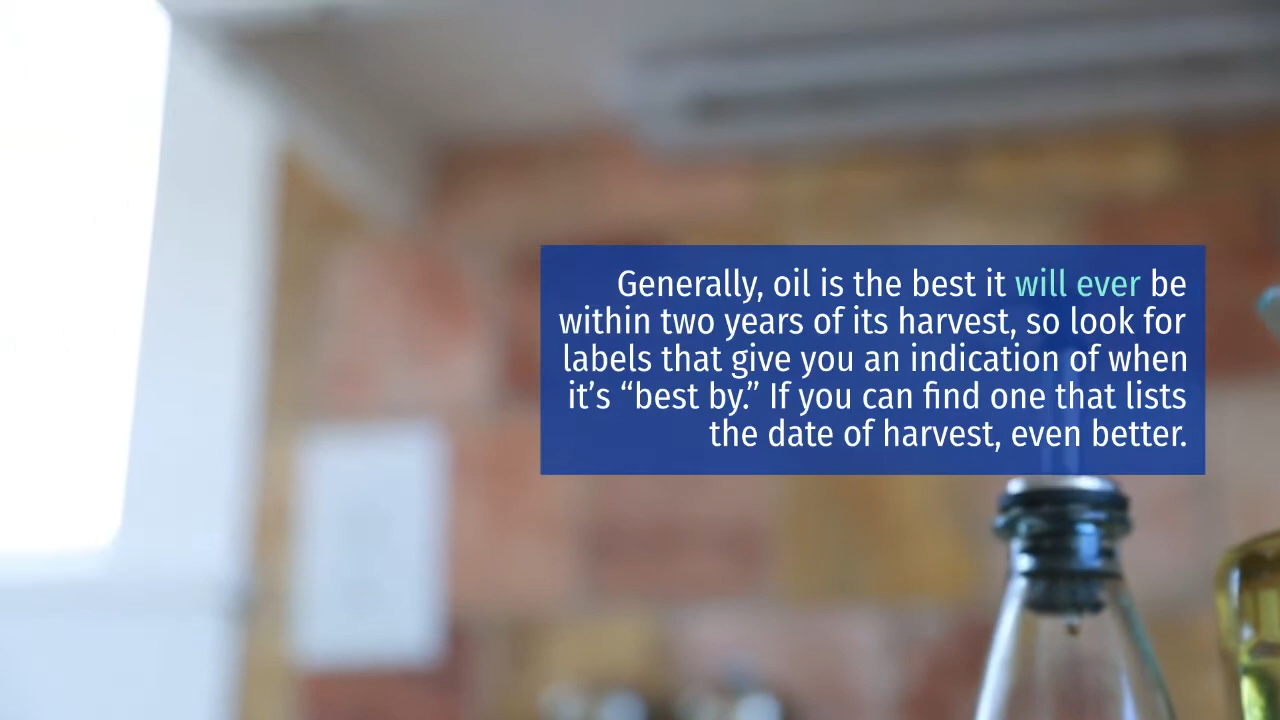 Generally, oil is the best it will ever be
within two years of its harvest, so look for
labels that give you an indication of when
it’s “best by.” If you can find one that lists
the date of harvest, even better.